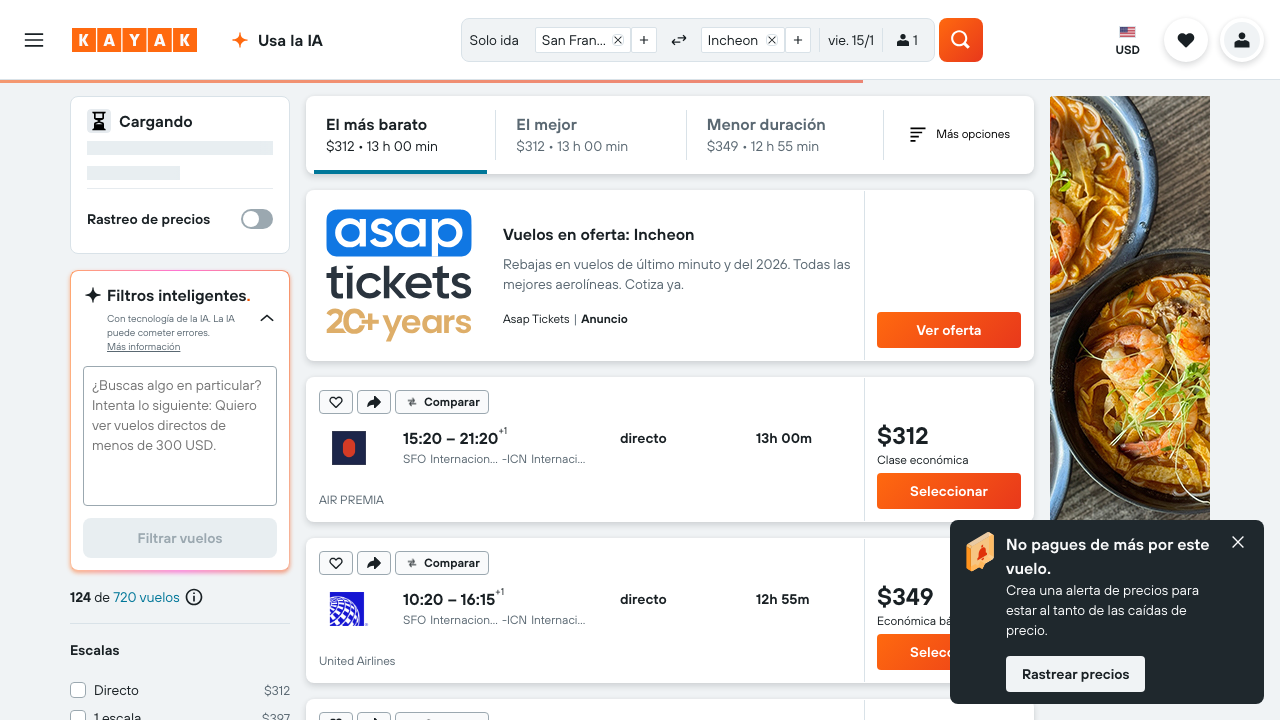 KAYAK
Usa la IA
Solo ida
San Fran...
Incheon
vie. 15/1
1
USD
Cargando
Rastreo de precios
Filtros inteligentes.
Con tecnología de la IA. La IA
puede cometer errores.
Más información
¿Buscas algo en particular?
Intenta lo siguiente: Quiero
ver vuelos directos de
menos de 300 USD.
Filtrar vuelos
124 de 720 vuelos
Escalas
Directo $312
1 escala $397
El más barato
$312 • 13 h 00 min
El mejor
$312 • 13 h 00 min
Menor duración
$349 • 12 h 55 min
Más opciones
asap
tickets
20+ years
Vuelos en oferta: Incheon
Rebajas en vuelos de último minuto y del 2026. Todas las
mejores aerolíneas. Cotiza ya.
Asap Tickets | Anuncio
Ver oferta
Comparar
15:20 – 21:20+1
SFO Internacion... -ICN Internaci...
directo
13h 00m
AIR PREMIA
$312
Clase económica
Seleccionar
Comparar
10:20 – 16:15+1
SFO Internacion... -ICN Internaci...
directo
12h 55m
United Airlines
$349
Económica
No pagues de más por este
vuelo.
Crea una alerta de precios para
estar al tanto de las caídas de
precio.
Rastrear precios